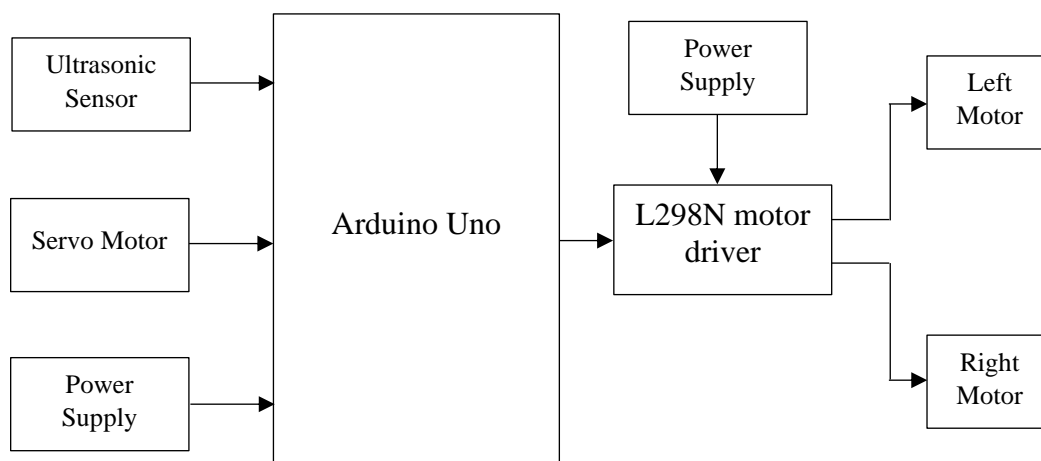 Ultrasonic
Sensor
Servo Motor
Power
Supply
Arduino Uno
Power
Supply
L298N motor
driver
Left
Motor
Right
Motor